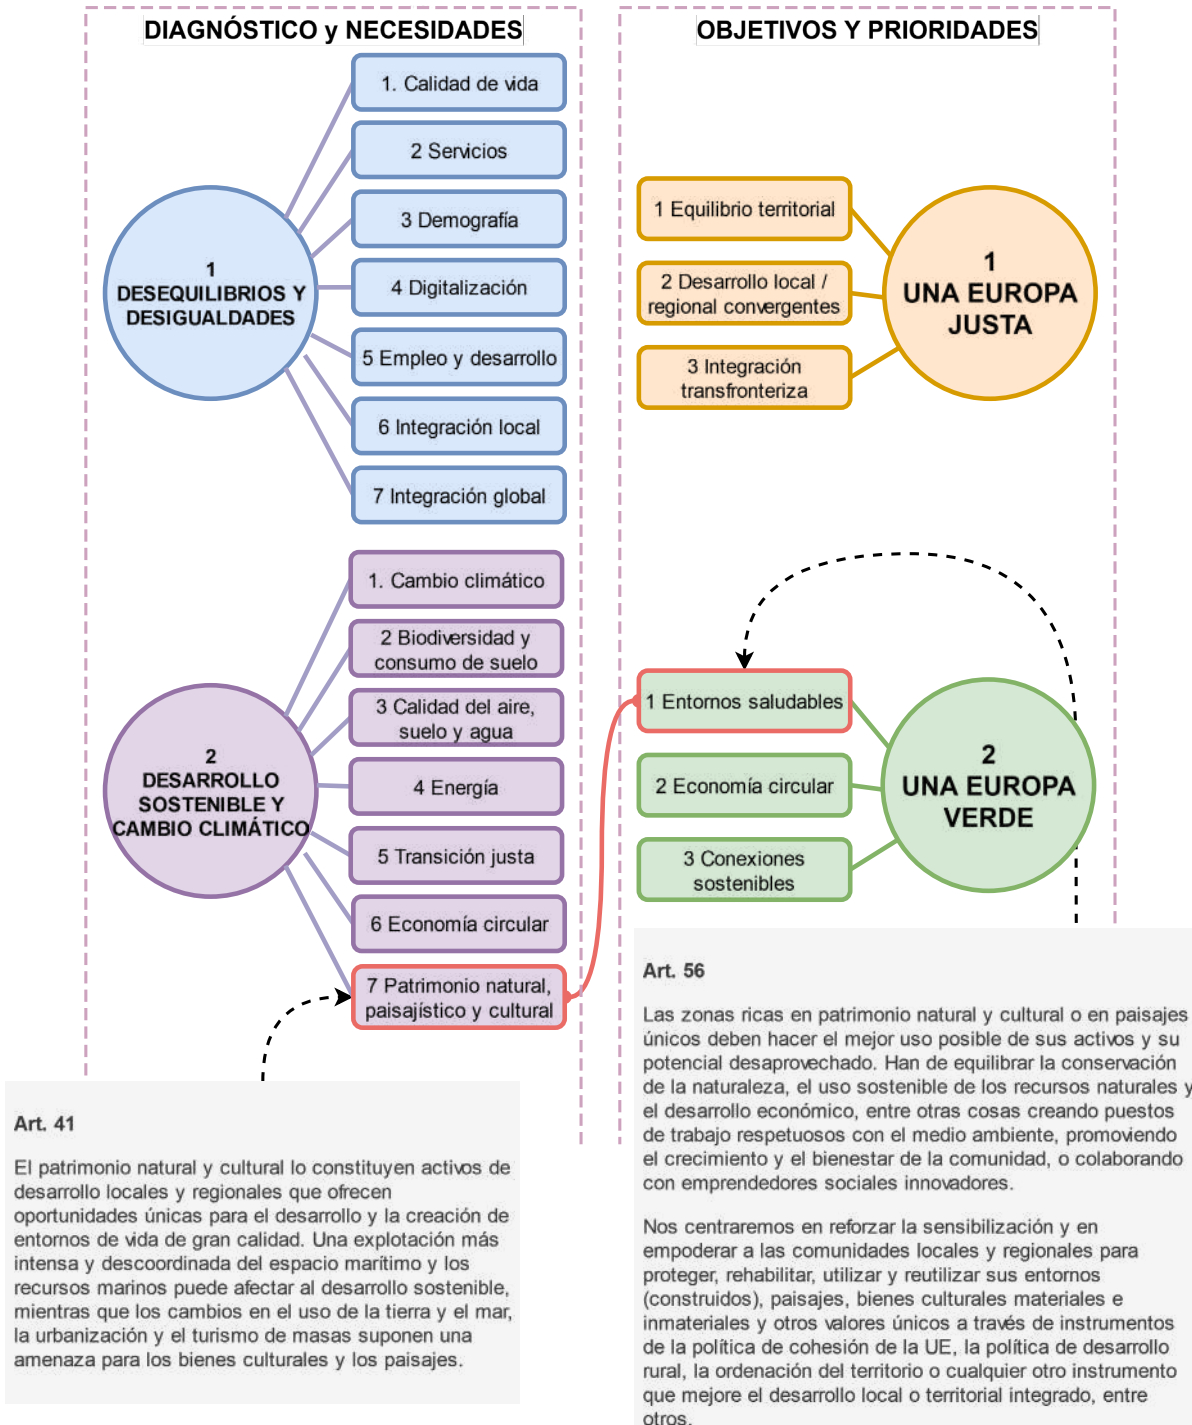 DIAGNÓSTICO y NECESIDADES
1. Calidad de vida
2 Servicios
3 Demografía
4 Digitalización
5 Empleo y desarrollo
6 Integración local
7 Integración global
1
DESEQUILIBRIOS Y
DESIGUALDADES
1. Cambio climático
2 Biodiversidad y
consumo de suelo
3 Calidad del aire,
suelo y agua
4 Energía
5 Transición justa
6 Economía circular
7 Patrimonio natural,
paisajístico y cultural
2
DESARROLLO
SOSTENIBLE Y
CAMBIO CLIMÁTICO
Art. 41
El patrimonio natural y cultural lo constituyen activos de
desarrollo locales y regionales que ofrecen
oportunidades únicas para el desarrollo y la creación de
entornos de vida de gran calidad. Una explotación más
intensa y descoordinada del espacio marítimo y los
recursos marinos puede afectar al desarrollo sostenible,
mientras que los cambios en el uso de la tierra y el mar,
la urbanización y el turismo de masas suponen una
amenaza para los bienes culturales y los paisajes.
OBJETIVOS Y PRIORIDADES
1 Equilibrio territorial
2 Desarrollo local /
regional convergentes
3 Integración
transfronteriza
1
UNA EUROPA
JUSTA
1 Entornos saludables
2 Economía circular
3 Conexiones
sostenibles
2
UNA EUROPA
VERDE
Art. 56
Las zonas ricas en patrimonio natural y cultural o en paisajes
únicos deben hacer el mejor uso posible de sus activos y su
potencial desaprovechado. Han de equilibrar la conservación
de la naturaleza, el uso sostenible de los recursos naturales y
el desarrollo económico, entre otras cosas creando puestos
de trabajo respetuosos con el medio ambiente, promoviendo
el crecimiento y el bienestar de la comunidad, o colaborando
con emprendedores sociales innovadores.
Nos centraremos en reforzar la sensibilización y en
empoderar a las comunidades locales y regionales para
proteger, rehabilitar, utilizar y reutilizar sus entornos
(construidos), paisajes, bienes culturales materiales e
inmateriales y otros valores únicos a través de instrumentos
de la política de cohesión de la UE, la política de desarrollo
rural, la ordenación del territorio o cualquier otro instrumento
que mejore el desarrollo local o territorial integrado, entre
otros.